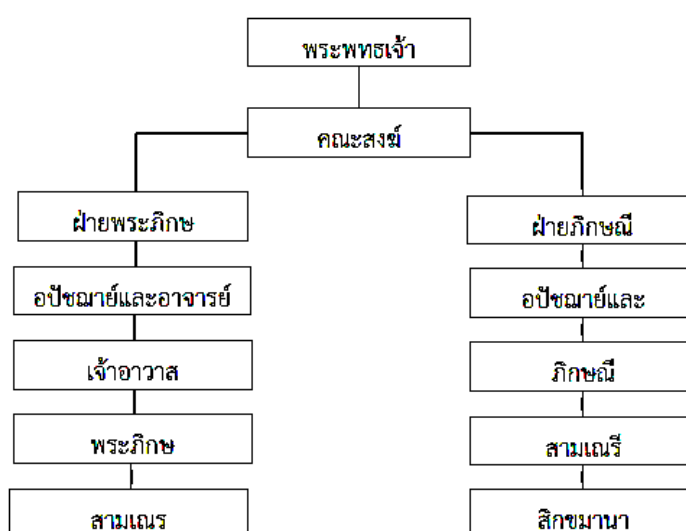 พระพทธเจ้า
คณะสงฆ์
ฝ่ายพระภิกษ
ฝ่ายภิกษณี
อปัชฌาย์และอาจารย์
อปัชฌาย์และ
เจ้าอาวาส
ภิกษณี
พระภิกษ
สามเณรี
สามเณร
สิกขมานา